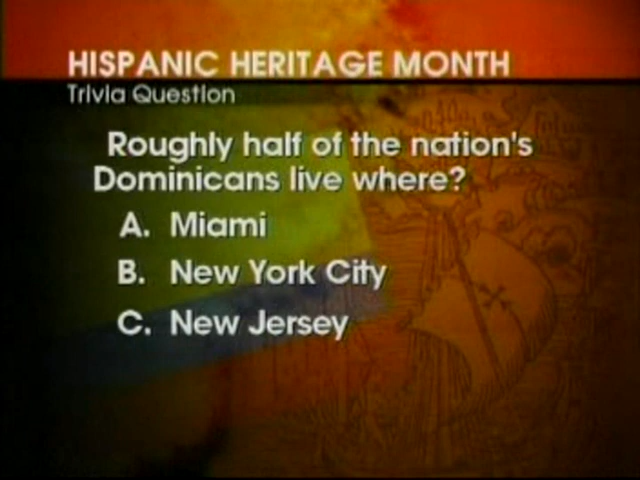 HISPANIC HERITAGE MONTH
Trivia Question
Roughly half of the nation's
Dominicans live where?
A. Miami
B. New York City
C. New Jersey